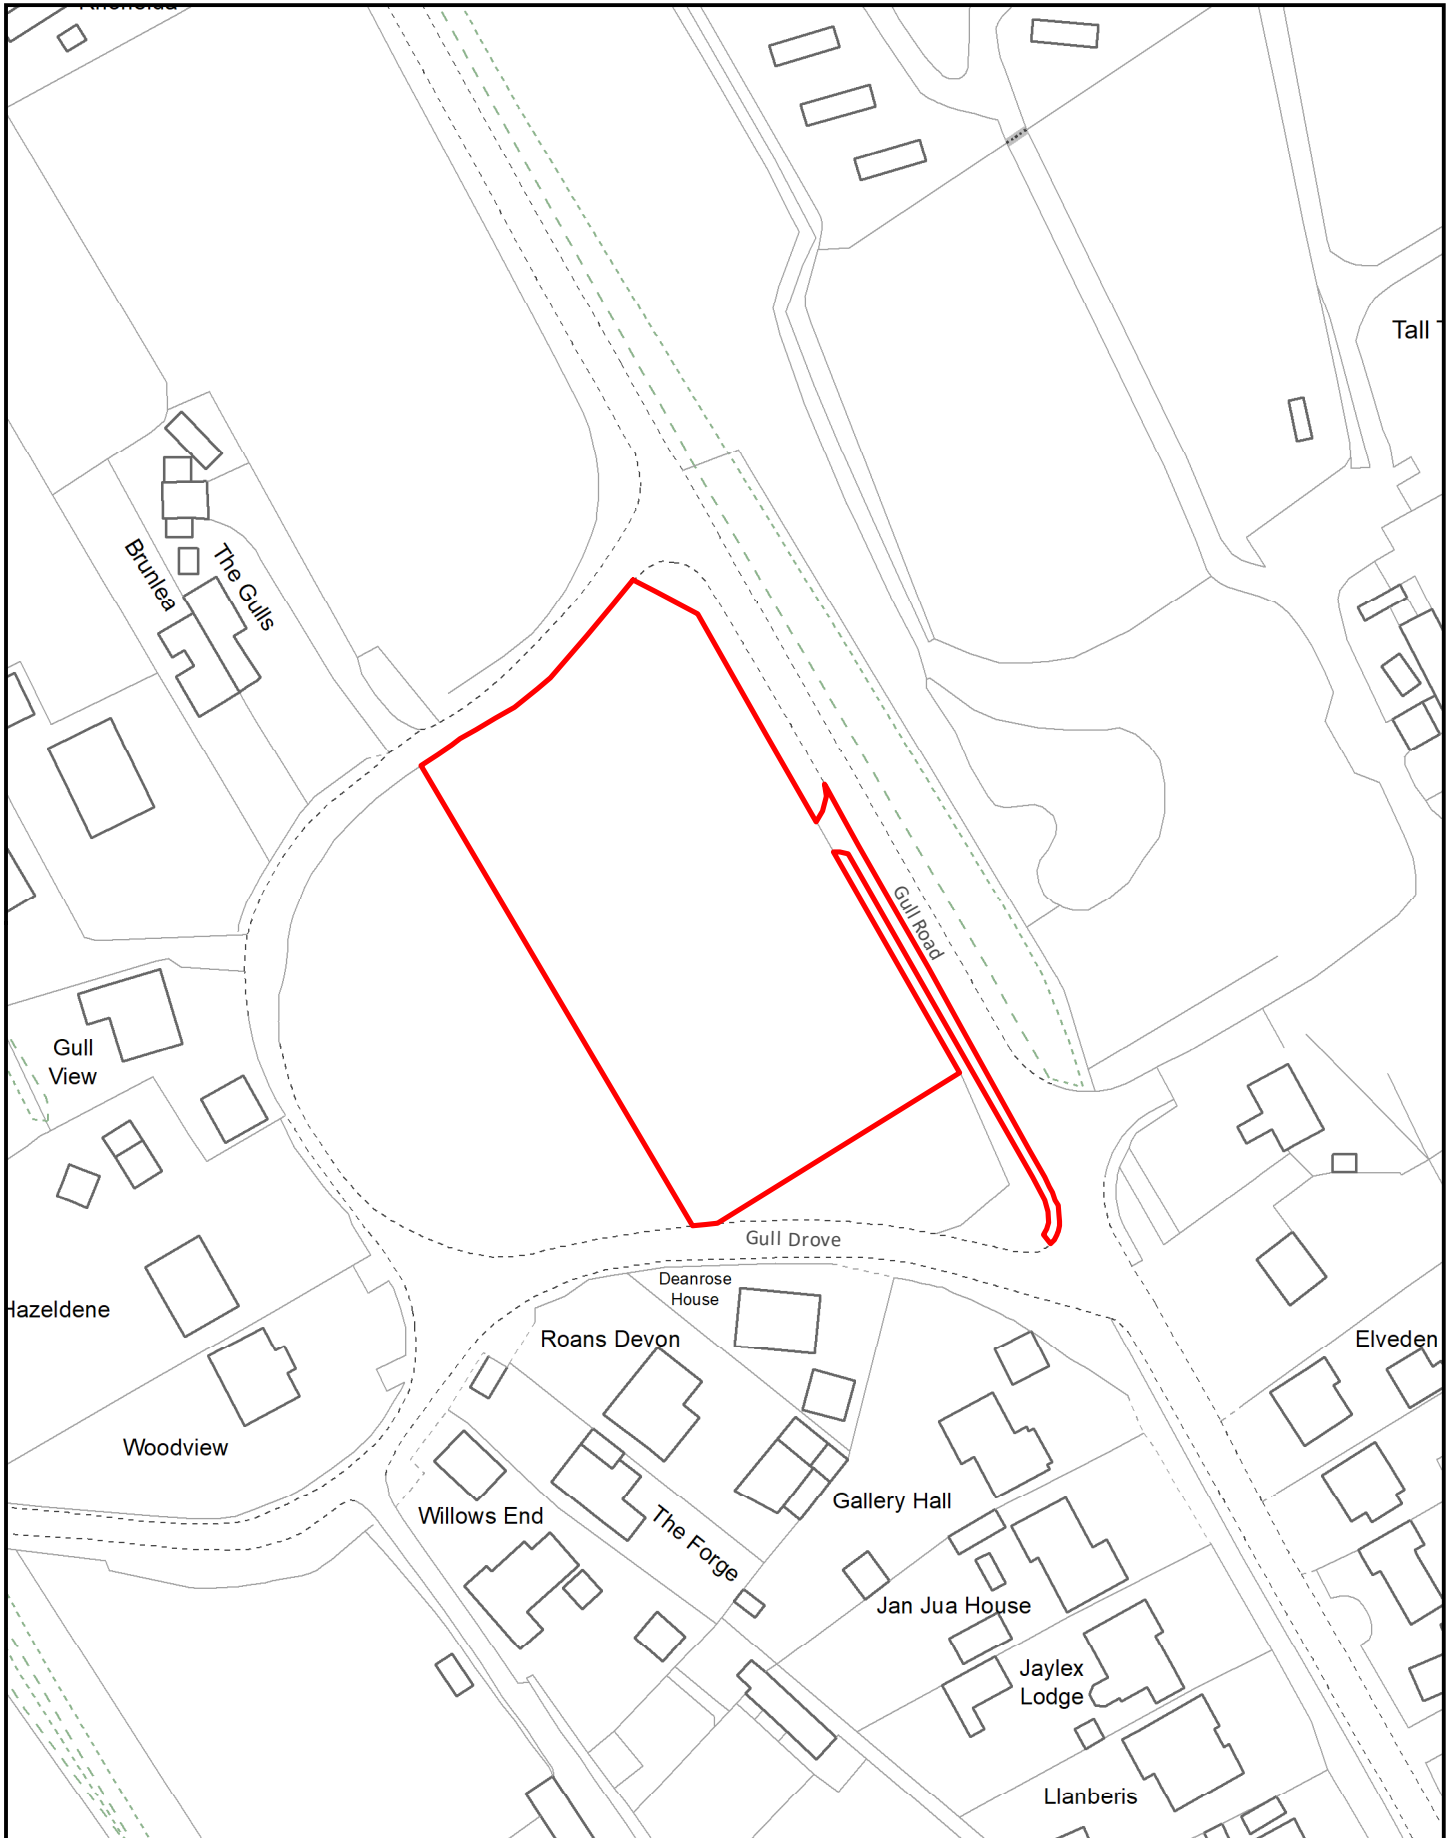 Tall
Brunlea
The Gulls
Gull Road
Gull
View
Gull Drove
Deanrose
House
Hazeldene
Roans Devon
Elveden
Woodview
Gallery Hall
Willows End
The Forge
Jan Jua House
Jaylex
Lodge
Llanberis